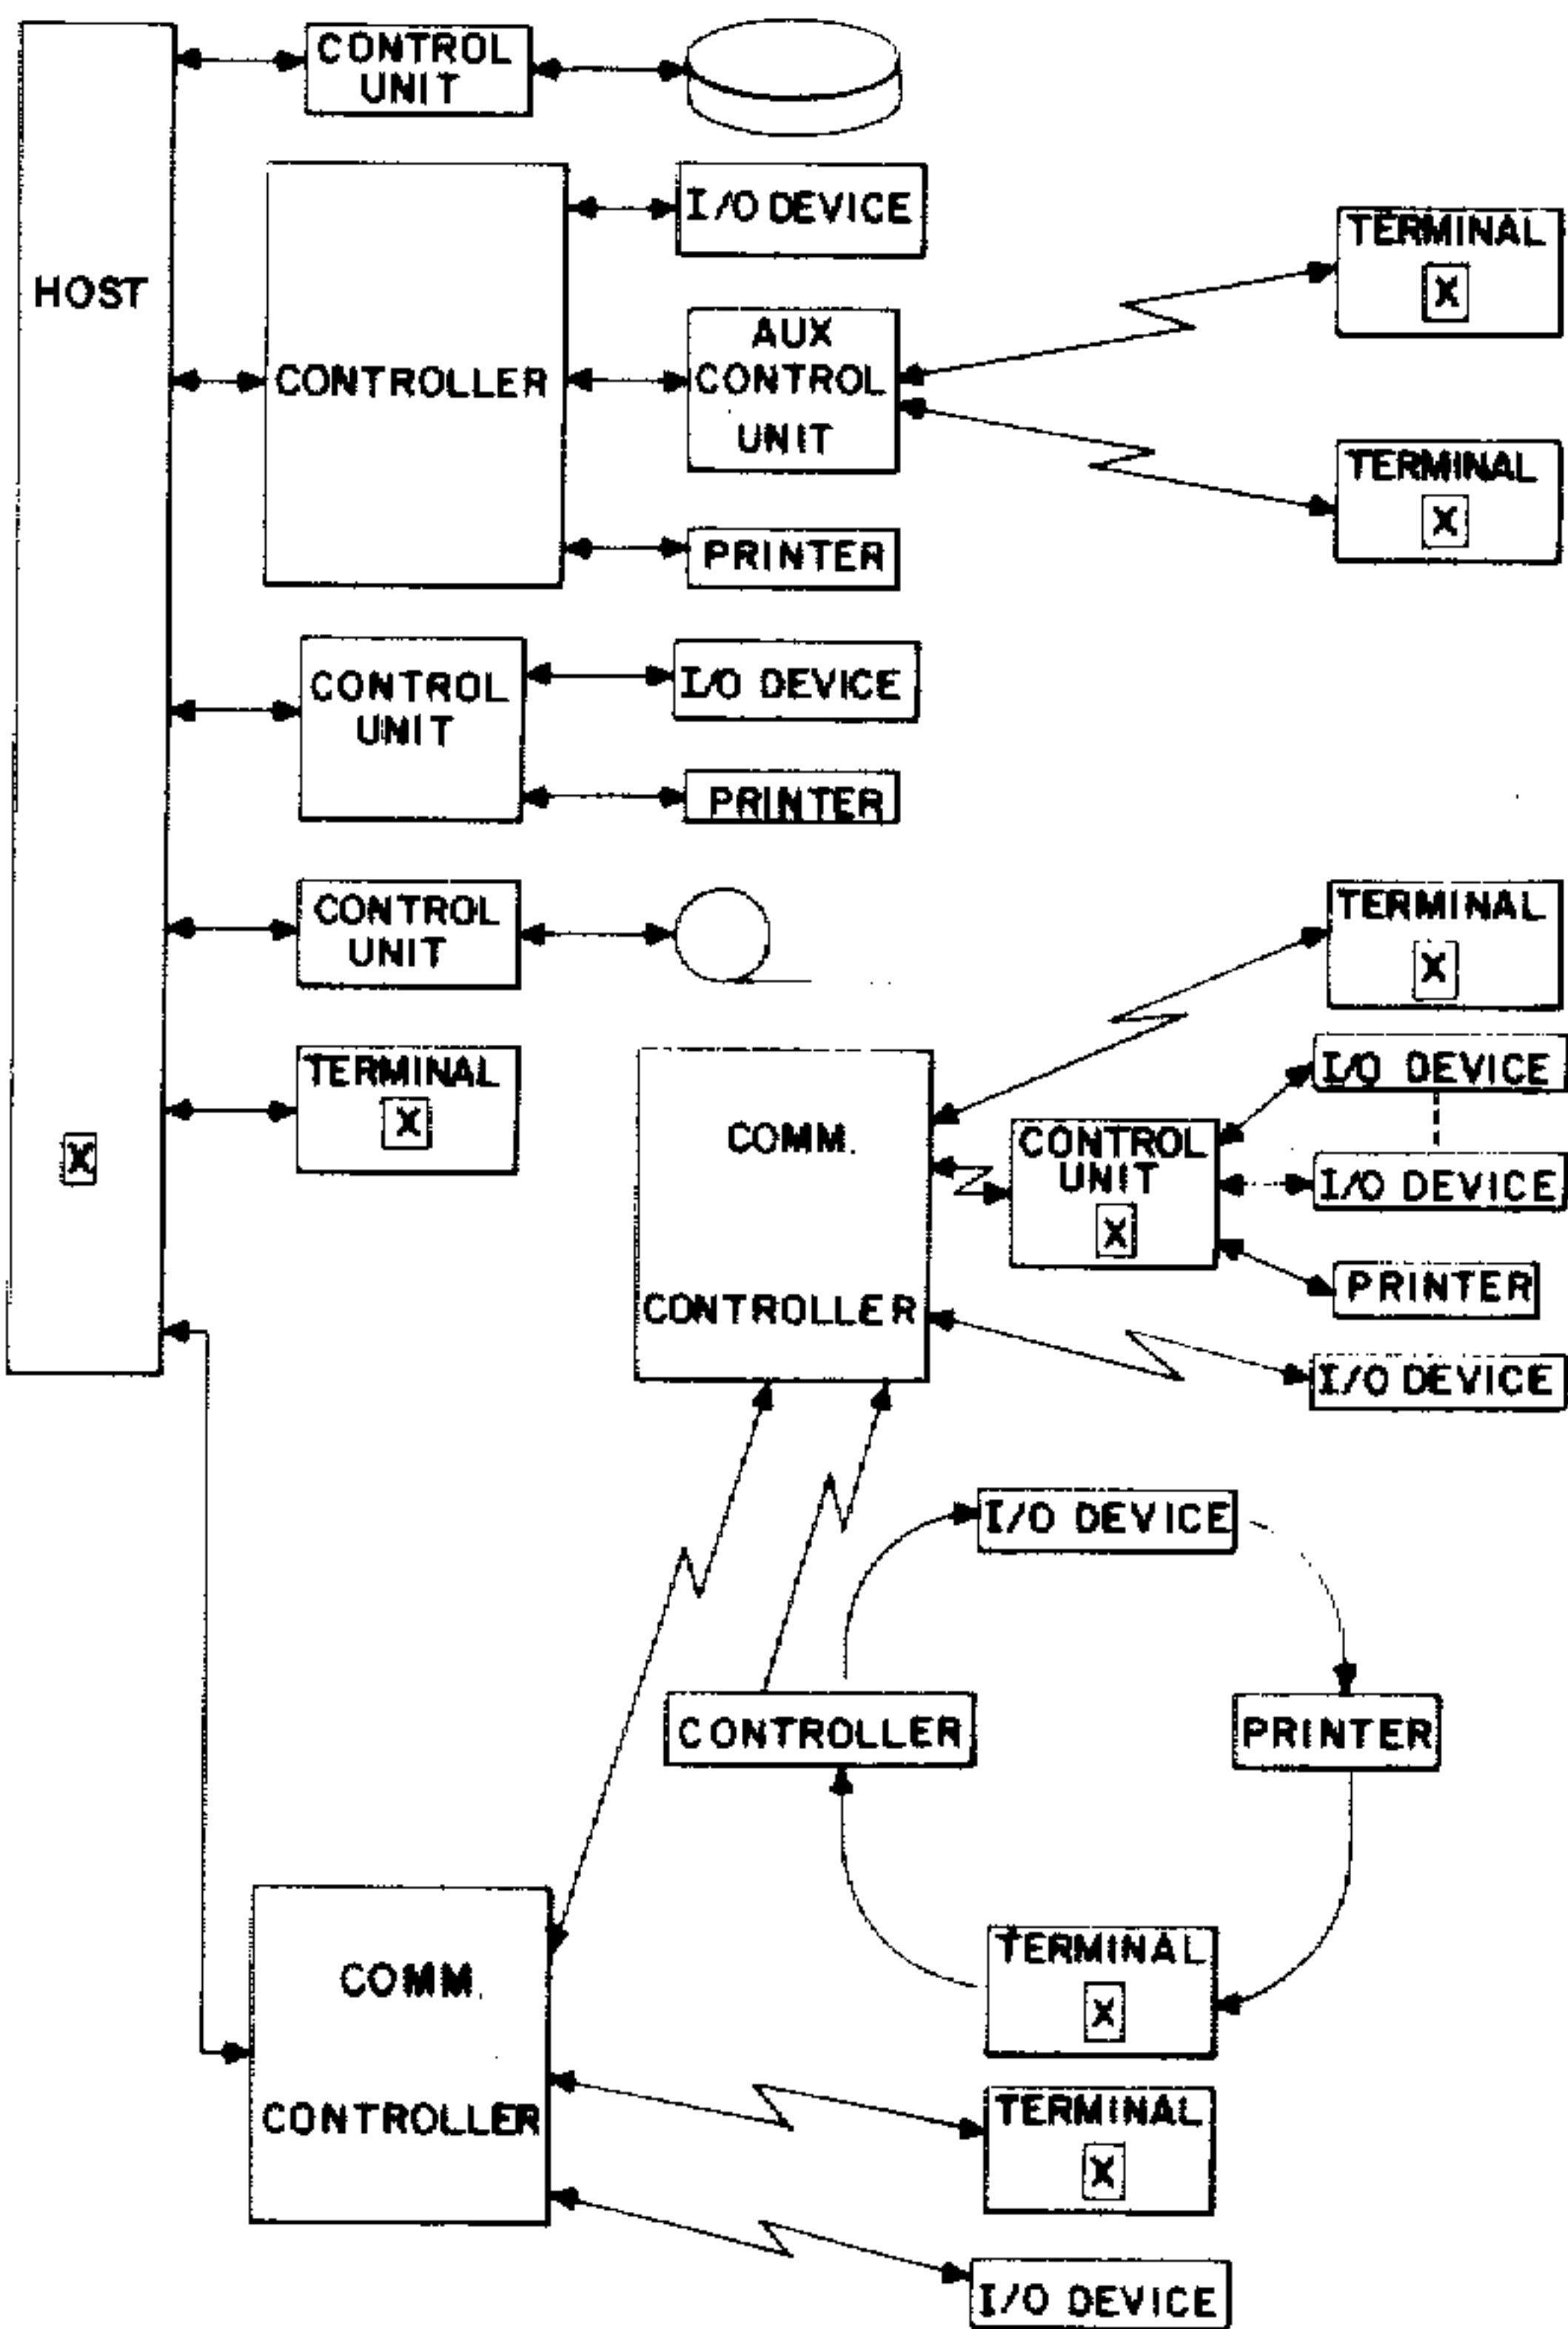 CONTROL
UNIT
I/O DEVICE
HOST
TERMINAL
X
CONTROLLER
AUX
CONTROL
UNIT
TERMINAL
X
PRINTER
CONTROL
UNIT
I/O DEVICE
PRINTER
CONTROL
UNIT
TERMINAL
X
TERMINAL
X
X
COMM.
CONTROLLER
CONTROL
UNIT
X
I/O DEVICE
I/O DEVICE
PRINTER
I/O DEVICE
I/O DEVICE
CONTROLLER
PRINTER
TERMINAL
X
COMM.
CONTROLLER
TERMINAL
X
I/O DEVICE